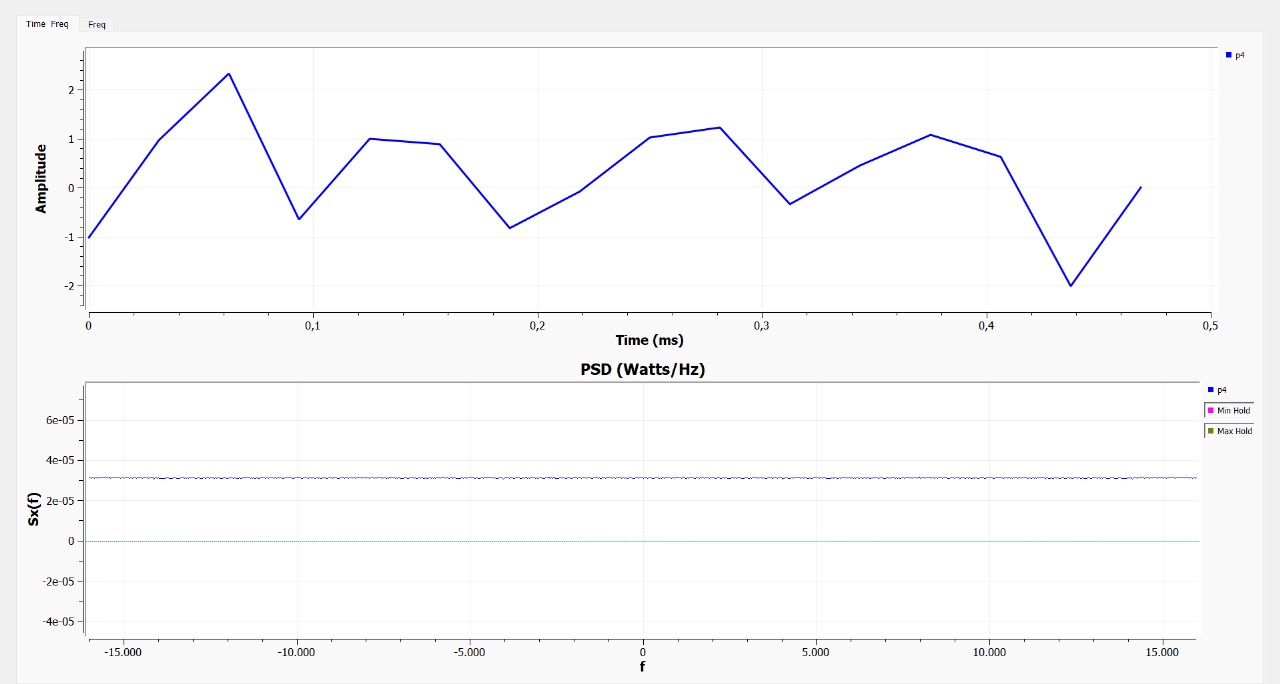 Time Freq
Freq
p4
Amplitude
2
1
0
-1
-2
0
0,1
0,2
0,3
0,4
0,5
Time (ms)
PSD (Watts/Hz)
p4
Min Hold
Max Hold
Sx(f)
6e-05
4e-05
2e-05
0
-2e-05
-4e-05
-15.000
-10.000
-5.000
0
5.000
10.000
15.000
f